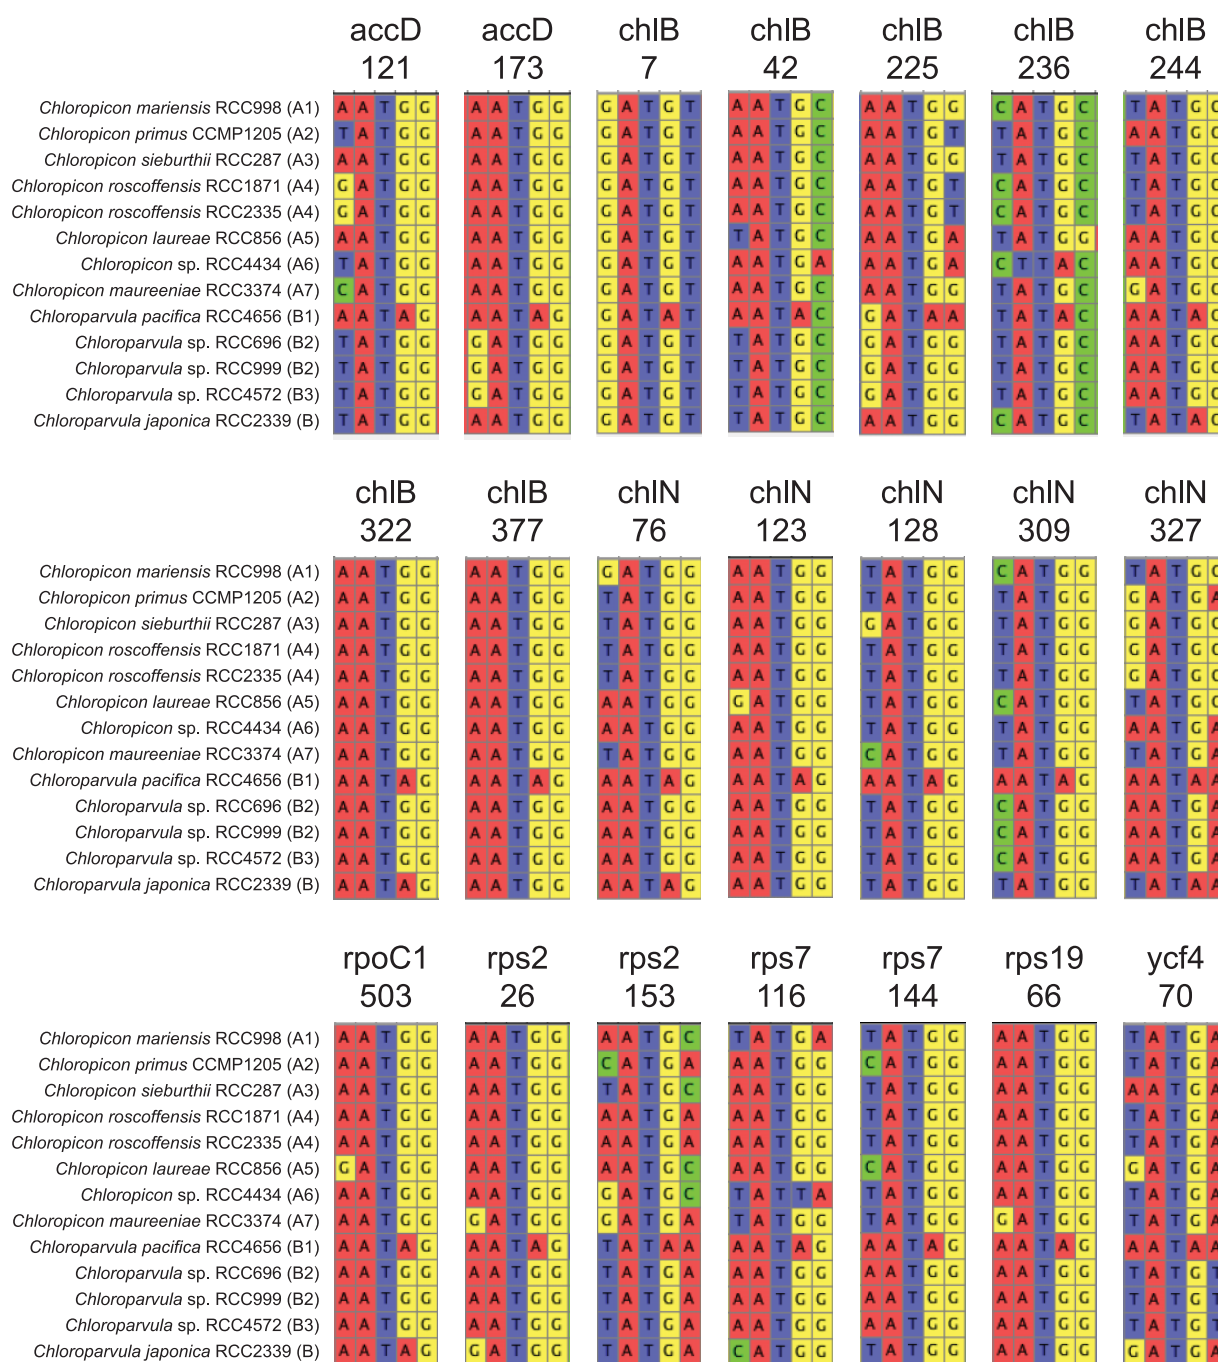 accD accD chlB chlB chlB chlB chlB
121 173 7 42 225 236 244
Chloropicon mariensis RCC998 (A1) A A T G G A A T G G G A T G T A A T G C A A T G G C A T G C T A T G G
Chloropicon primus CCMP1205 (A2) T A T G G A A T G G G A T G T A A T G C A A T G T T A T G C A A T G G
Chloropicon sieburthii RCC287 (A3) A A T G G A A T G G G A T G T A A T G C A A T G G T A T G C T A T G G
Chloropicon roscoffensis RCC1871 (A4) G A T G G A A T G G G A T G T A A T G C A A T G T C A T G C T A T G G
Chloropicon roscoffensis RCC2335 (A4) G A T G G A A T G G G A T G T A A T G C A A T G T C A T G C T A T G G
Chloropicon laureae RCC856 (A5) A A T G G A A T G G G A T G T T A T G C A A T G A T A T G G A A T G G
Chloropicon sp. RCC4434 (A6) T A T G G A A T G G G A T G T A A T G A A A T G A C T T A C A A T G G
Chloropicon maureeniae RCC3374 (A7) C A T G G A A T G G G A T G T A A T G C A A T G G T A T G C G A T G G
Chloroparvula pacifica RCC4656 (B1) A A T A G A A T A G G A T A T A A T A C G A T A A T A T A C A A T A G
Chloroparvula sp. RCC696 (B2) T A T G G G A T G G G A T G T T A T G C G A T G G T A T G C A A T G G
Chloroparvula sp. RCC999 (B2) T A T G G G A T G G G A T G T T A T G C G A T G G T A T G C A A T G G
Chloroparvula sp. RCC4572 (B3) T A T G G G A T G G G A T G T T A T G C G A T G G T A T G C A A T G G
Chloroparvula japonica RCC2339 (B) T A T G G A A T G G G A T G T T A T G C A A T G G C A T G C T A T A G
chlB chlB chlN chlN chlN chlN chlN
322 377 76 123 128 309 327
Chloropicon mariensis RCC998 (A1) A A T G G A A T G G G A T G G A A T G G T A T G G C A T G G T A T G G
Chloropicon primus CCMP1205 (A2) A A T G G A A T G G T A T G G A A T G G T A T G G T A T G G G A T G A
Chloropicon sieburthii RCC287 (A3) A A T G G A A T G G T A T G G A A T G G G A T G G T A T G G G A T G G
Chloropicon roscoffensis RCC1871 (A4) A A T G G A A T G G T A T G G A A T G G T A T G G T A T G G G A T G G
Chloropicon roscoffensis RCC2335 (A4) A A T G G A A T G G T A T G G A A T G G T A T G G T A T G G G A T G G
Chloropicon laureae RCC856 (A5) A A T G G A A T G G A A T G G G A T G G T A T G G C A T G G T A T G G
Chloropicon sp. RCC4434 (A6) A A T G G A A T G G A A T G G A A T G G T A T G G T A T G G A A T G A
Chloropicon maureeniae RCC3374 (A7) A A T G G A A T G G T A T G G A A T G G C A T G G T A T G G T A T G A
Chloroparvula pacifica RCC4656 (B1) A A T A G A A T A G A A T A G A A T A G A A T A G A A T A G A A T A A
Chloroparvula sp. RCC696 (B2) A A T G G A A T G G A A T G G A A T G G T A T G G C A T G G A A T G A
Chloroparvula sp. RCC999 (B2) A A T G G A A T G G A A T G G A A T G G T A T G G C A T G G A A T G A
Chloroparvula sp. RCC4572 (B3) A A T G G A A T G G A A T G G A A T G G T A T G G C A T G G A A T G A
Chloroparvula japonica RCC2339 (B) A A T A G A A T G G A A T A G A A T G G T A T G G T A T G G T A T A A
rpoC1 rps2 rps2 rps7 rps7 rps19 ycf4
503 26 153 116 144 66 70
Chloropicon mariensis RCC998 (A1) A A T G G A A T G G A A T G C T A T G A T A T G G A A T G G T A T G A
Chloropicon primus CCMP1205 (A2) A A T G G A A T G G C A T G A A A T G G C A T G G A A T G G T A T G A
Chloropicon sieburthii RCC287 (A3) A A T G G A A T G G T A T G C A A T G G T A T G G A A T G G A A T G A
Chloropicon roscoffensis RCC1871 (A4) A A T G G A A T G G A A T G A A A T G G T A T G G A A T G G T A T G A
Chloropicon roscoffensis RCC2335 (A4) A A T G G A A T G G A A T G A A A T G G T A T G G A A T G G T A T G A
Chloropicon laureae RCC856 (A5) G A T G G A A T G G A A T G C A A T G G C A T G G A A T G G G A T G A
Chloropicon sp. RCC4434 (A6) A A T G G A A T G G G A T G C T A T T A T A T G G A A T G G T A T G A
Chloropicon maureeniae RCC3374 (A7) A A T G G G A T G G G A T G A T A T G G T A T G G G A T G G T A T G A
Chloroparvula pacifica RCC4656 (B1) A A T A G A A T A G T A T A A A A T A G A A T A G A A T A G A A T A A
Chloroparvula sp. RCC696 (B2) A A T G G A A T G G T A T G A A A T G G A A T G G A A T G G T A T G T
Chloroparvula sp. RCC999 (B2) A A T G G A A T G G T A T G A A A T G G A A T G G A A T G G T A T G T
Chloroparvula sp. RCC4572 (B3) A A T G G A A T G G T A T G A A A T G G A A T G G A A T G G T A T G T
Chloroparvula japonica RCC2339 (B) A A T A G G A T G G T A T G A C A T G G T A T G G A A T G G G A T G A